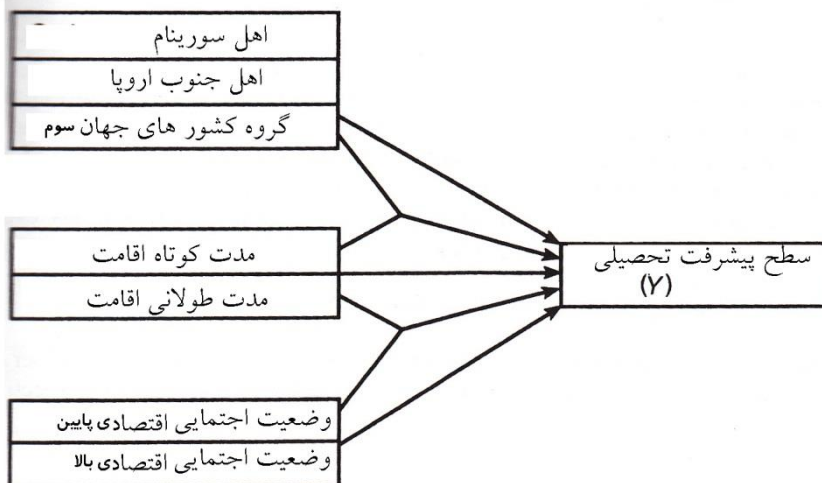 اهل سورینام
اهل جنوب اروپا
گروه کشور های جهان سوم
مدت کوتاه اقامت
مدت طولانی اقامت
سطح پیشرفت تحصیلی
(Y)
وضعیت اجتمایی اقتصادی پایین
وضعیت اجتمایی اقتصادی بالا